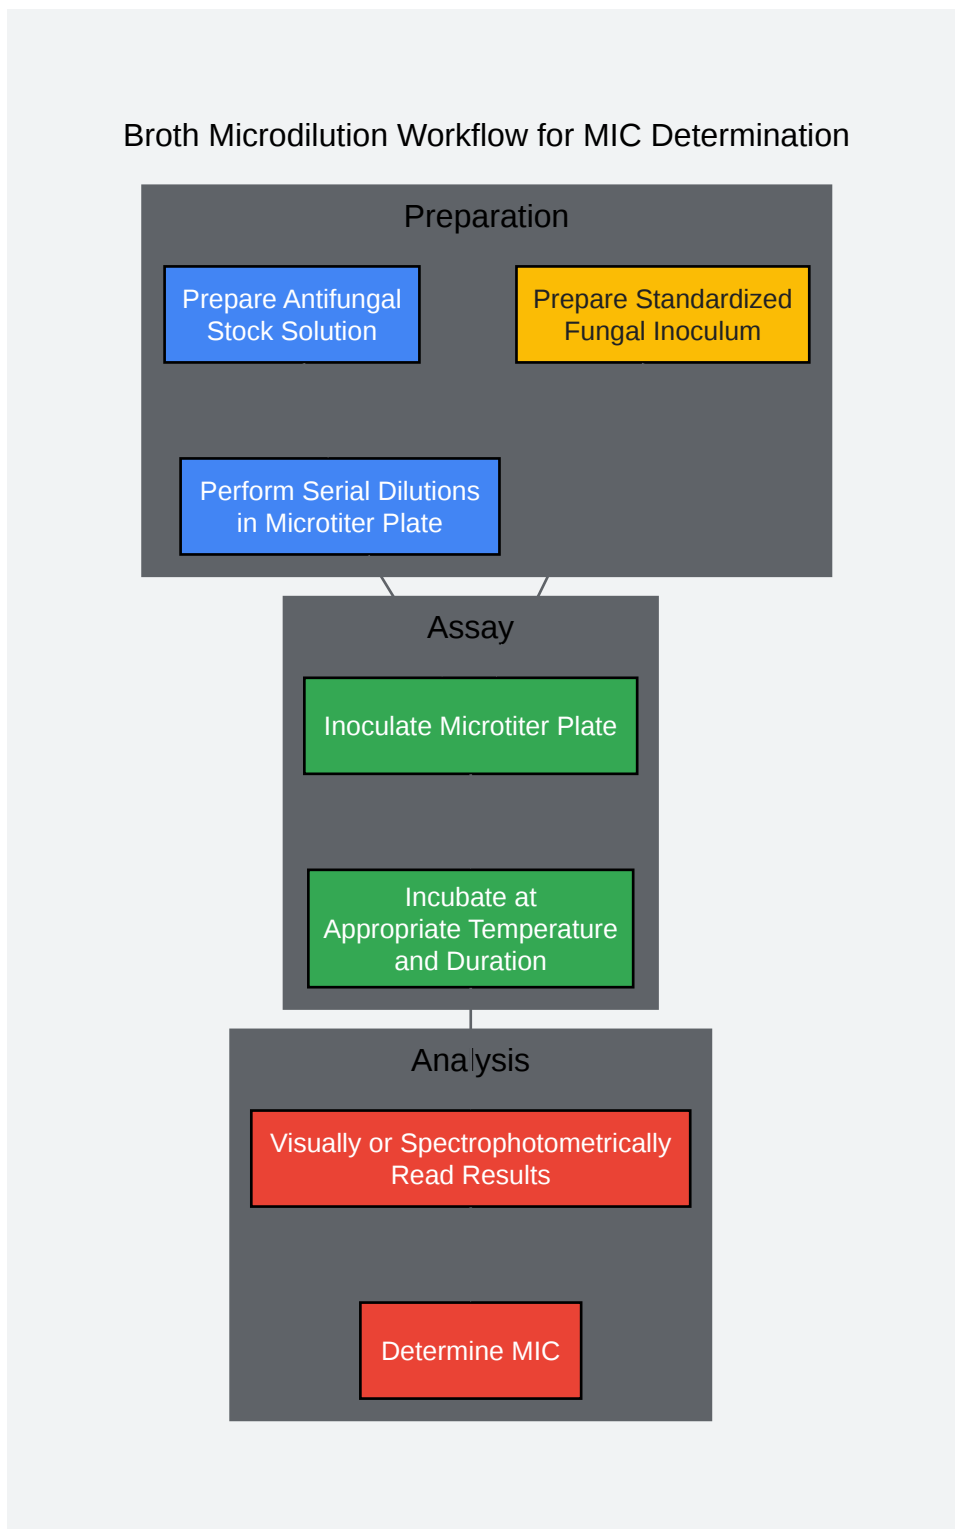 Broth Microdilution Workflow for MIC Determination
Preparation
Prepare Antifungal
Stock Solution
Prepare Standardized
Fungal Inoculum
Perform Serial Dilutions
in Microtiter Plate
Assay
Inoculate Microtiter Plate
Incubate at
Appropriate Temperature
and Duration
Analysis
Visually or Spectrophotometrically
Read Results
Determine MIC